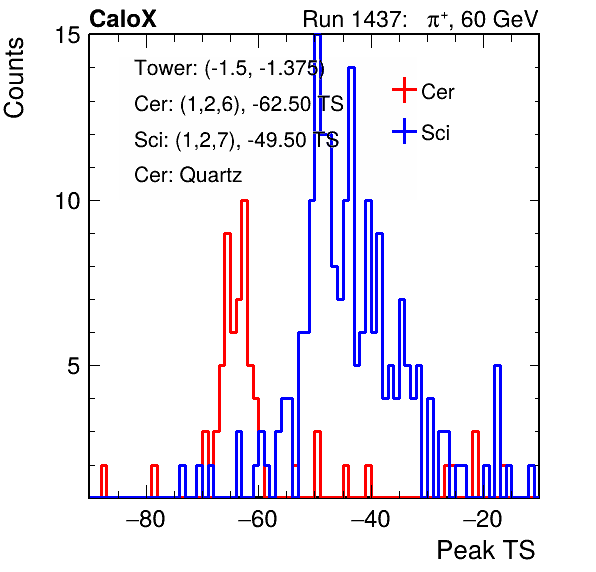 CaloX Run 1437: π⁺, 60 GeV
Counts
15
10
5
Tower: (-1.5, -1.375)
Cer: (1,2,6), -62.50 TS
Sci: (1,2,7), -49.50 TS
Cer: Quartz
Cer
Sci
−80 −60 −40 −20
Peak TS